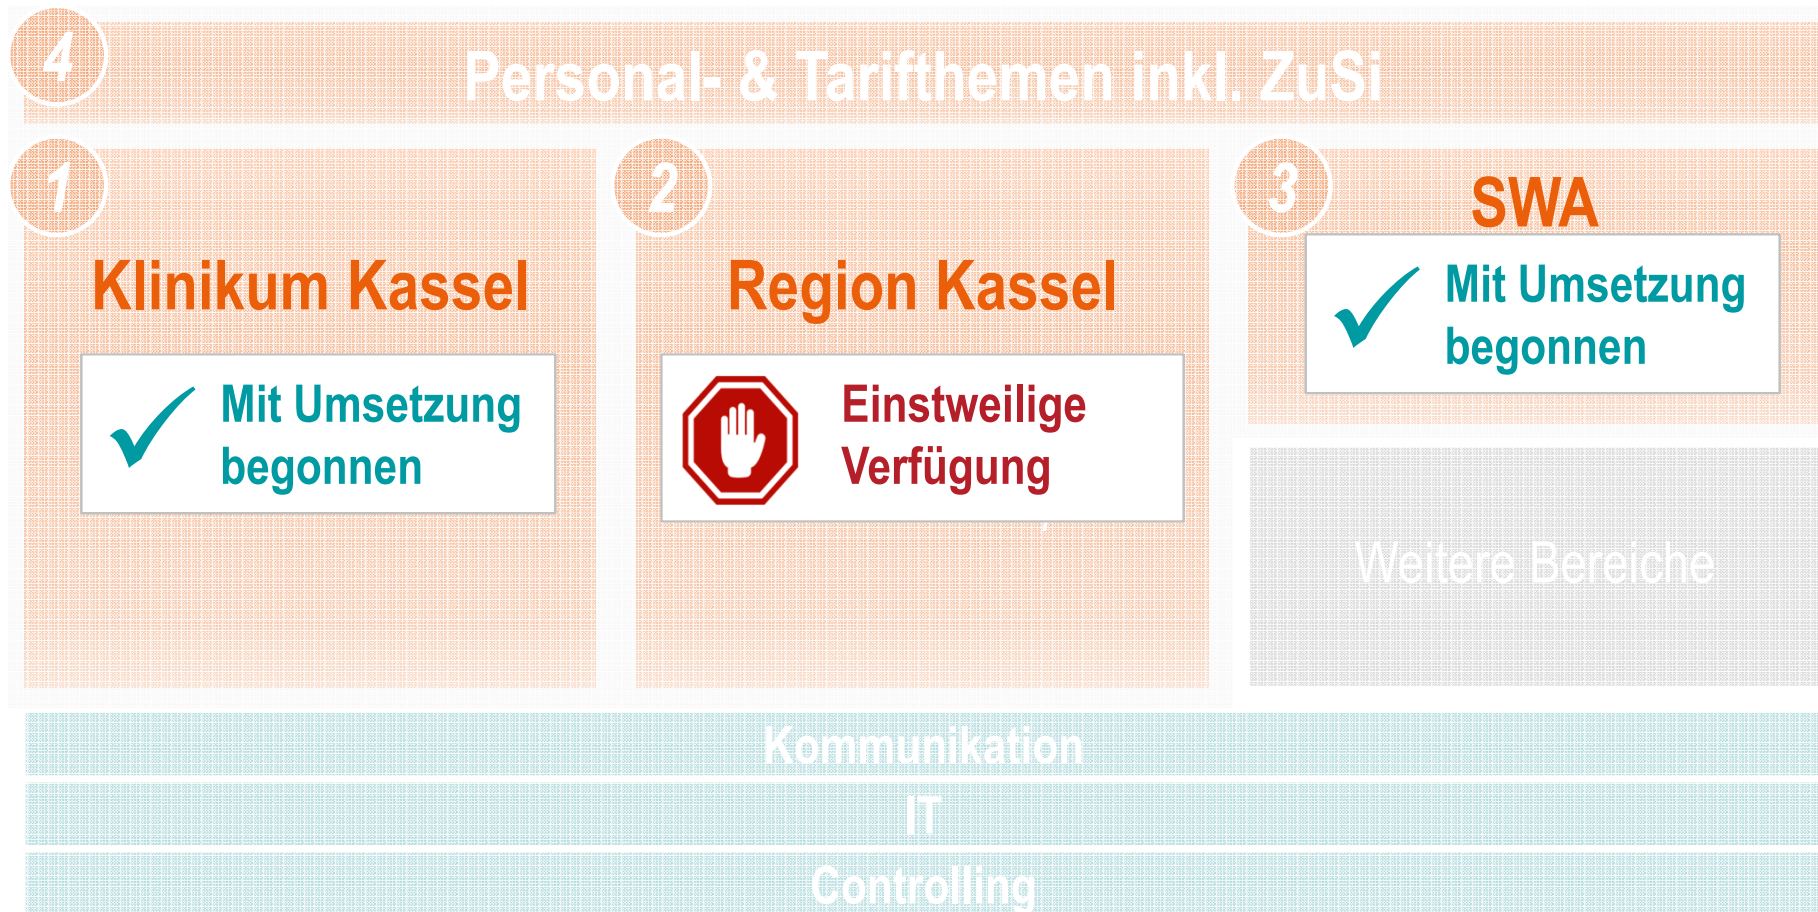 4
Personal- & Tarifthemen inkl. ZuSi
1
Klinikum Kassel
Mit Umsetzung
begonnen
2
Region Kassel
Einstweilige
Verfügung
3
SWA
Mit Umsetzung
begonnen
Weitere Bereiche
Kommunikation
IT
Controlling